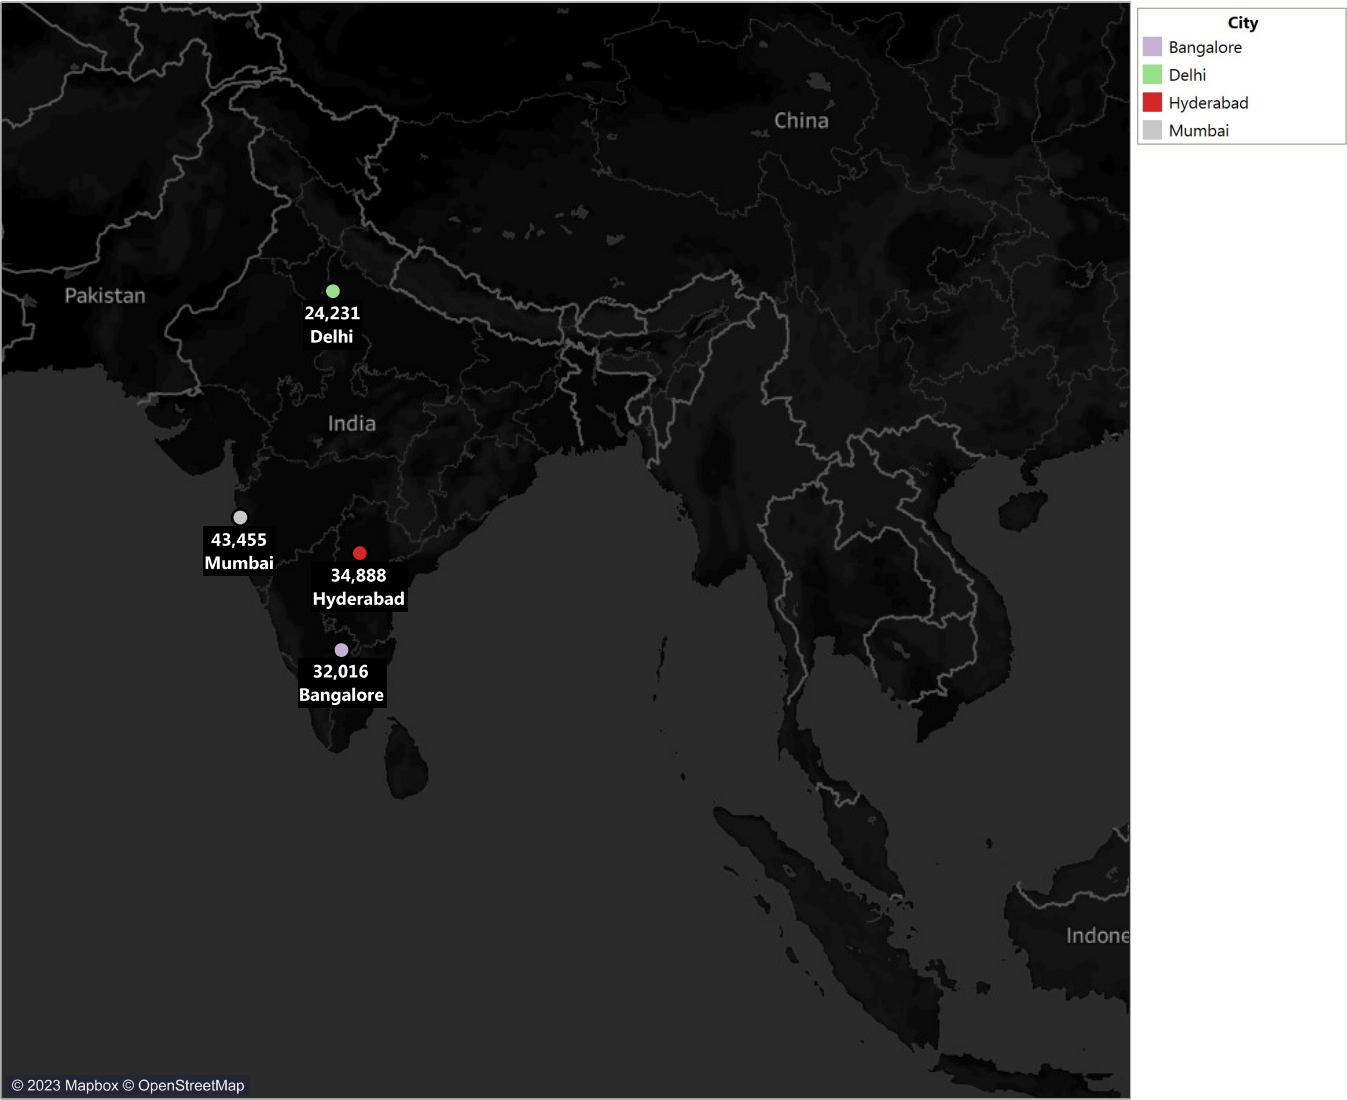 China
Pakistan
24,231
Delhi
India
43,455
Mumbai
34,888
Hyderabad
32,016
Bangalore
Indone
© 2023 Mapbox © OpenStreetMap
City
Bangalore
Delhi
Hyderabad
Mumbai